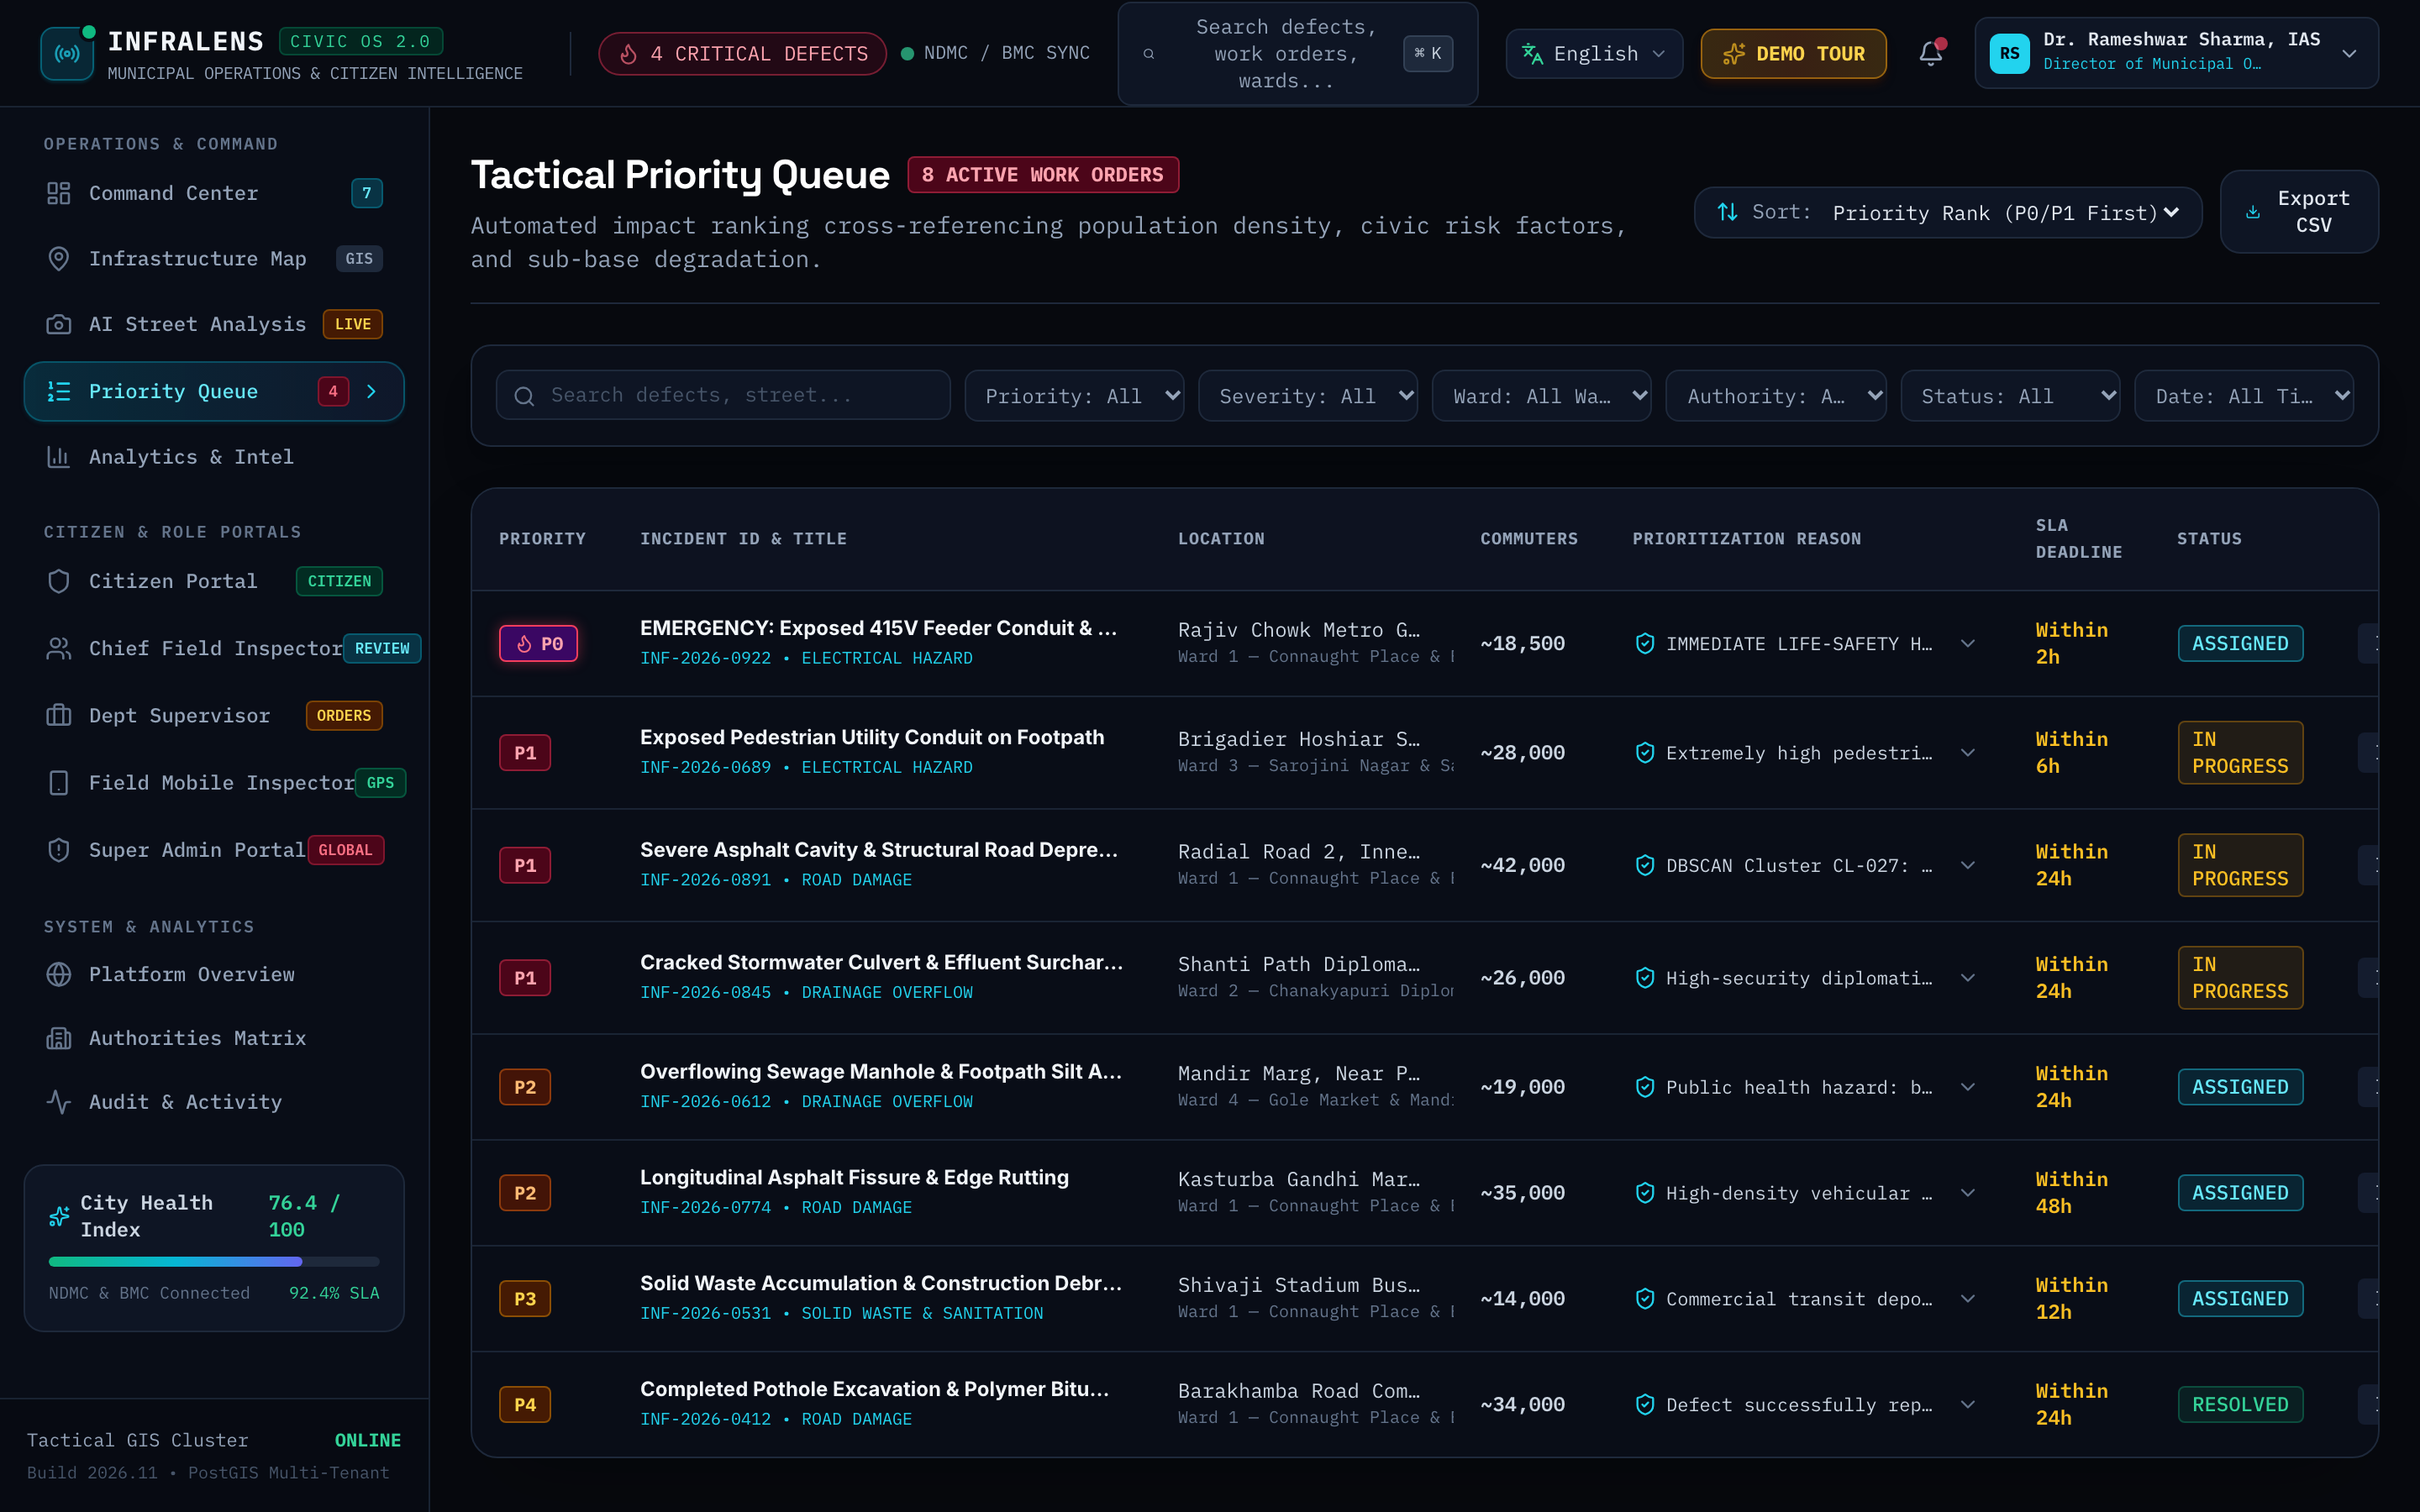 INFRALENS CIVIC OS 2.0
MUNICIPAL OPERATIONS & CITIZEN INTELLIGENCE
4 CRITICAL DEFECTS
NDMC / BMC SYNC
Search defects,
work orders,
wards...
⌘ K
English
DEMO TOUR
RS
Dr. Rameshwar Sharma, IAS
Director of Municipal O…
OPERATIONS & COMMAND
Command Center 7
Infrastructure Map GIS
AI Street Analysis LIVE
Priority Queue 4
Analytics & Intel
CITIZEN & ROLE PORTALS
Citizen Portal CITIZEN
Chief Field Inspector REVIEW
Dept Supervisor ORDERS
Field Mobile Inspector GPS
Super Admin Portal GLOBAL
SYSTEM & ANALYTICS
Platform Overview
Authorities Matrix
Audit & Activity
City Health
Index
76.4 /
100
NDMC & BMC Connected 92.4% SLA
Tactical GIS Cluster ONLINE
Build 2026.11 • PostGIS Multi-Tenant
Tactical Priority Queue 8 ACTIVE WORK ORDERS
Automated impact ranking cross-referencing population density, civic risk factors,
and sub-base degradation.
Sort: Priority Rank (P0/P1 First)
Export
CSV
Search defects, street...
Priority: All
Severity: All
Ward: All Wa…
Authority: A…
Status: All
Date: All Ti…
PRIORITY
INCIDENT ID & TITLE
LOCATION
COMMUTERS
PRIORITIZATION REASON
SLA
DEADLINE
STATUS
P0
EMERGENCY: Exposed 415V Feeder Conduit & …
INF-2026-0922 • ELECTRICAL HAZARD
Rajiv Chowk Metro G…
Ward 1 — Connaught Place &
~18,500
IMMEDIATE LIFE-SAFETY H…
Within
2h
ASSIGNED
P1
Exposed Pedestrian Utility Conduit on Footpath
INF-2026-0689 • ELECTRICAL HAZARD
Brigadier Hoshiar S…
Ward 3 — Sarojini Nagar & Sa
~28,000
Extremely high pedestri…
Within
6h
IN
PROGRESS
P1
Severe Asphalt Cavity & Structural Road Depre…
INF-2026-0891 • ROAD DAMAGE
Radial Road 2, Inne…
Ward 1 — Connaught Place &
~42,000
DBSCAN Cluster CL-027: …
Within
24h
IN
PROGRESS
P1
Cracked Stormwater Culvert & Effluent Surchar…
INF-2026-0845 • DRAINAGE OVERFLOW
Shanti Path Diploma…
Ward 2 — Chanakyapuri Diplom
~26,000
High-security diplomati…
Within
24h
IN
PROGRESS
P2
Overflowing Sewage Manhole & Footpath Silt A…
INF-2026-0612 • DRAINAGE OVERFLOW
Mandir Marg, Near P…
Ward 4 — Gole Market & Mandi
~19,000
Public health hazard: b…
Within
24h
ASSIGNED
P2
Longitudinal Asphalt Fissure & Edge Rutting
INF-2026-0774 • ROAD DAMAGE
Kasturba Gandhi Mar…
Ward 1 — Connaught Place &
~35,000
High-density vehicular …
Within
48h
ASSIGNED
P3
Solid Waste Accumulation & Construction Debr…
INF-2026-0531 • SOLID WASTE & SANITATION
Shivaji Stadium Bus…
Ward 1 — Connaught Place &
~14,000
Commercial transit depo…
Within
12h
ASSIGNED
P4
Completed Pothole Excavation & Polymer Bitu…
INF-2026-0412 • ROAD DAMAGE
Barakhamba Road Com…
Ward 1 — Connaught Place &
~34,000
Defect successfully rep…
Within
24h
RESOLVED